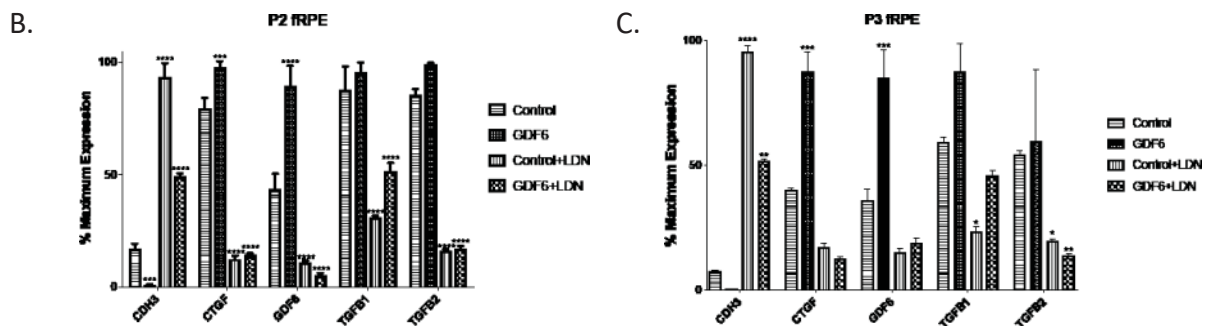 B.
P2 fRPE
% Maximum Expression
100
50
0
****
***
****
***
****
****
****
****
****
****
****
****
****
****
CDH3
CTGF
GDF6
TGFB1
TGFB2
Control
GDF6
Control+LDN
GDF6+LDN
C.
P3 fRPE
% Maximum Expression
100
50
0
****
**
***
***
*
*
**
CDH3
CTGF
GDF6
TGFB1
TGFB2
Control
GDF6
Control+LDN
GDF6+LDN